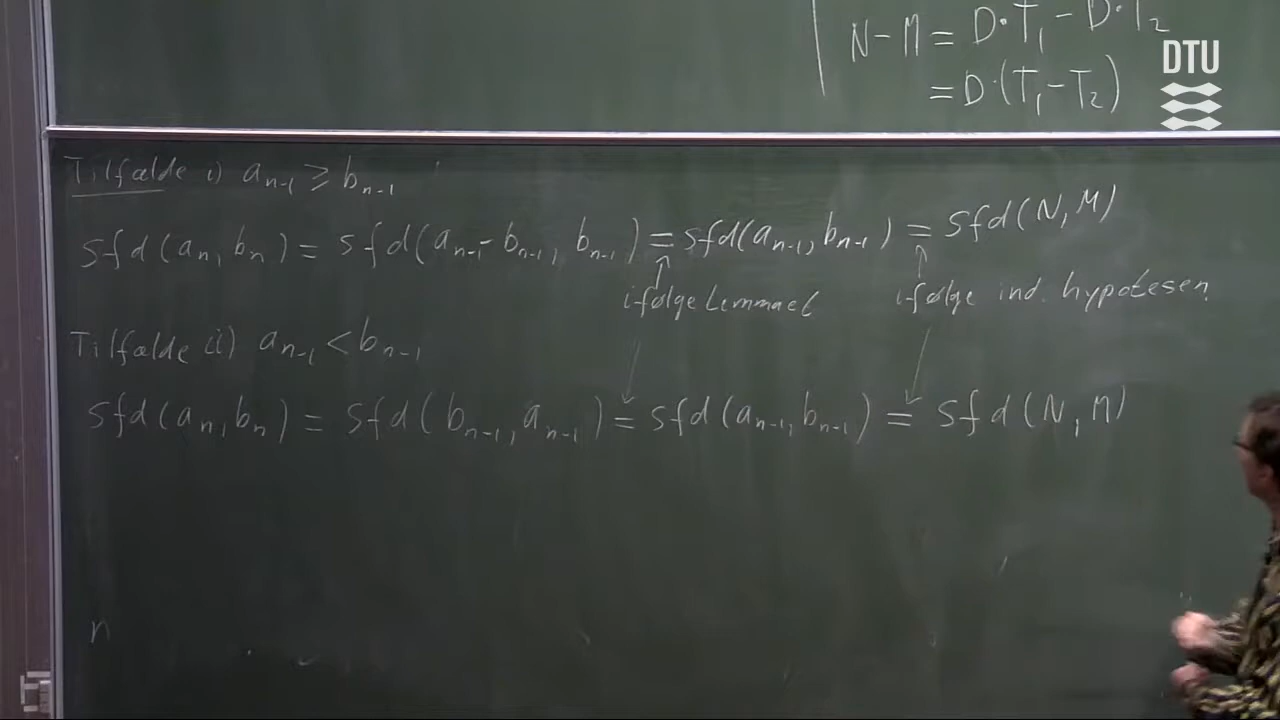 N-M = D·T₁ - D·T₂
DTU
= D·(T₁-T₂)
Tilfælde i) aₙ₋₁ ≥ bₙ₋₁
sfd(aₙ, bₙ) = sfd(aₙ₋₁ - bₙ₋₁, bₙ₋₁) = sfd(aₙ₋₁, bₙ₋₁) = sfd(N, M)
ifølge Lemmaet ifølge ind. hypotesen
Tilfælde ii) aₙ₋₁ < bₙ₋₁
sfd(aₙ, bₙ) = sfd(bₙ₋₁, aₙ₋₁) = sfd(aₙ₋₁, bₙ₋₁) = sfd(N, M)
n